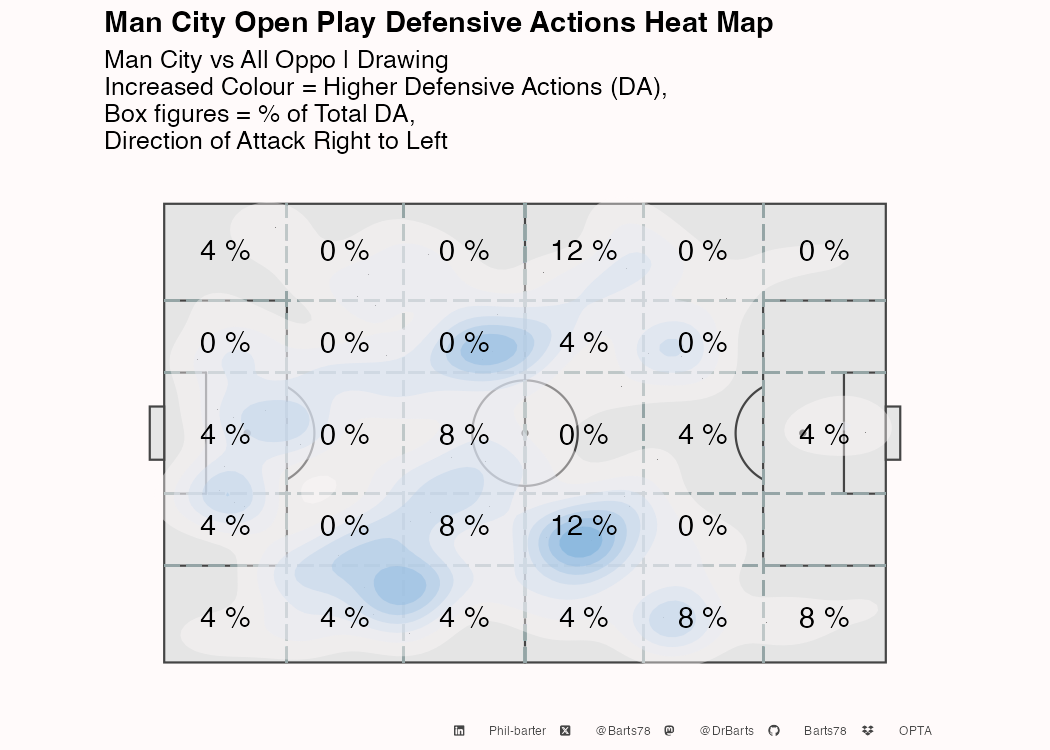 Man City Open Play Defensive Actions Heat Map
Man City vs All Oppo | Drawing
Increased Colour = Higher Defensive Actions (DA),
Box figures = % of Total DA,
Direction of Attack Right to Left
4 % 0 % 0 % 12 % 0 % 0 %
0 % 0 % 0 % 4 % 0 %
4 % 0 % 8 % 0 % 4 % 4 %
4 % 0 % 8 % 12 % 0 %
4 % 4 % 4 % 4 % 8 % 8 %
Phil-barter @Barts78 @DrBarts Barts78 OPTA